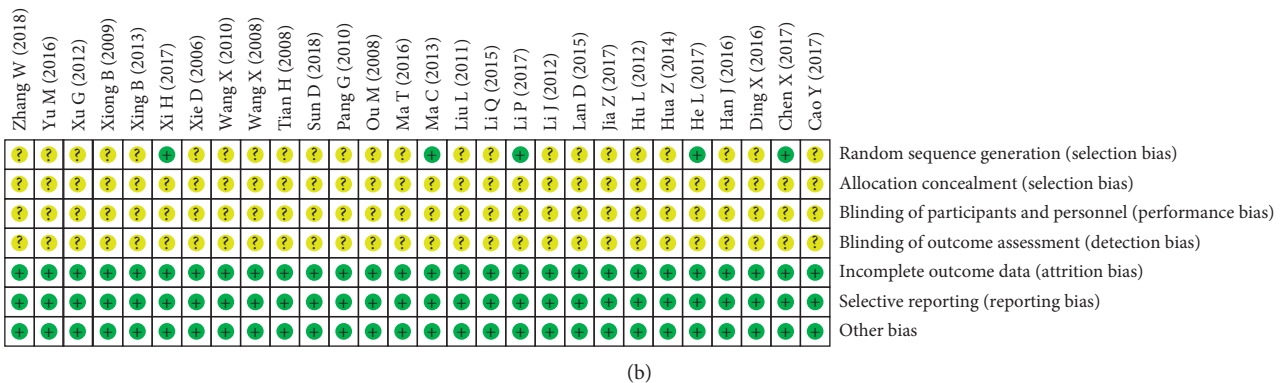 Zhang W (2018)
Yu M (2016)
Xu G (2012)
Xiong B (2009)
Xing B (2013)
Xi H (2017)
Xie D (2006)
Wang X (2010)
Wang X (2008)
Tian H (2008)
Sun D (2018)
Pang G (2010)
Ou M (2008)
Ma T (2016)
Ma C (2013)
Liu L (2011)
Li Q (2015)
Li P (2017)
Li J (2012)
Lan D (2015)
Jia Z (2017)
Hu L (2012)
Hua Z (2014)
He L (2017)
Han J (2016)
Ding X (2016)
Chen X (2017)
Cao Y (2017)
? ? ? ? ? + ? ? ? ? ? ? ? ? + ? ? + ? ? ? ? ? + ? ? + ? Random sequence generation (selection bias)
? ? ? ? ? ? ? ? ? ? ? ? ? ? ? ? ? ? ? ? ? ? ? ? ? ? ? ? Allocation concealment (selection bias)
? ? ? ? ? ? ? ? ? ? ? ? ? ? ? ? ? ? ? ? ? ? ? ? ? ? ? ? Blinding of participants and personnel (performance bias)
? ? ? ? ? ? ? ? ? ? ? ? ? ? ? ? ? ? ? ? ? ? ? ? ? ? ? ? Blinding of outcome assessment (detection bias)
+ + + + + + + + + + + + + + + + + + + + + + + + + + + + Incomplete outcome data (attrition bias)
+ + + + + + + + + + + + + + + + + + + + + + + + + + + + Selective reporting (reporting bias)
+ + + + + + + + + + + + + + + + + + + + + + + + + + + + Other bias
(b)